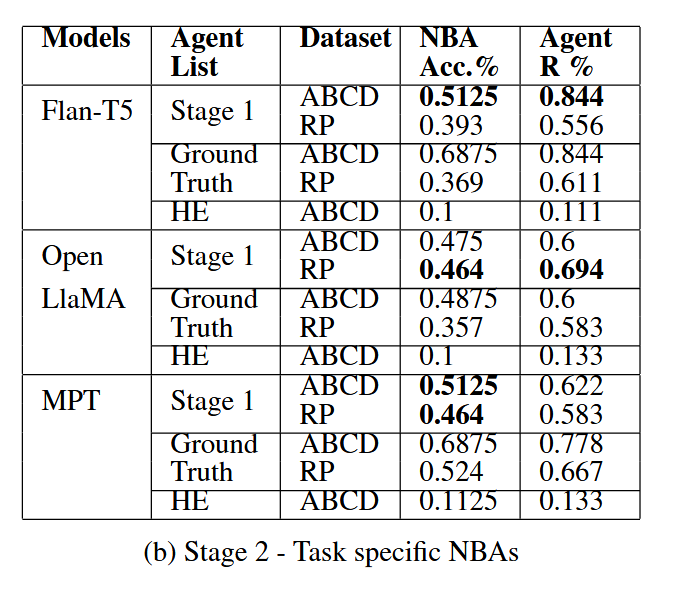 Models Agent List Dataset NBA Acc.% Agent R %
Flan-T5 Stage 1 ABCD 0.5125 0.844
RP 0.393 0.556
Ground Truth ABCD 0.6875 0.844
RP 0.369 0.611
HE ABCD 0.1 0.111
Open LlaMA Stage 1 ABCD 0.475 0.6
RP 0.464 0.694
Ground Truth ABCD 0.4875 0.6
RP 0.357 0.583
HE ABCD 0.1 0.133
MPT Stage 1 ABCD 0.5125 0.622
RP 0.464 0.583
Ground Truth ABCD 0.6875 0.778
RP 0.524 0.667
HE ABCD 0.1125 0.133
(b) Stage 2 - Task specific NBAs